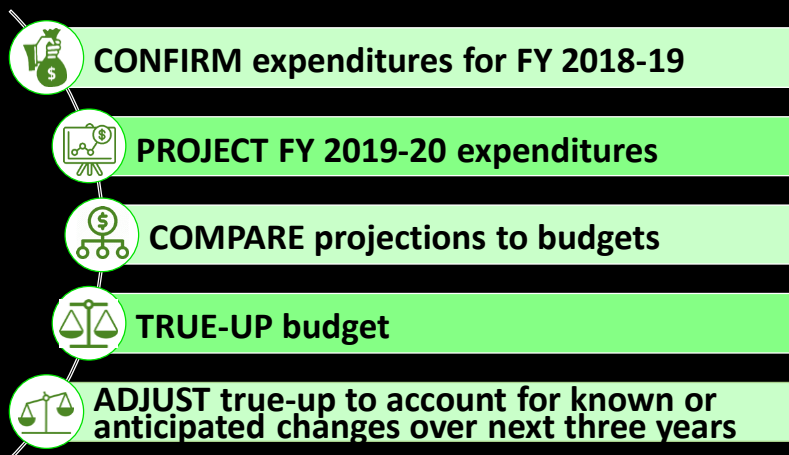 CONFIRM expenditures for FY 2018-19
PROJECT FY 2019-20 expenditures
COMPARE projections to budgets
TRUE-UP budget
ADJUST true-up to account for known or
anticipated changes over next three years